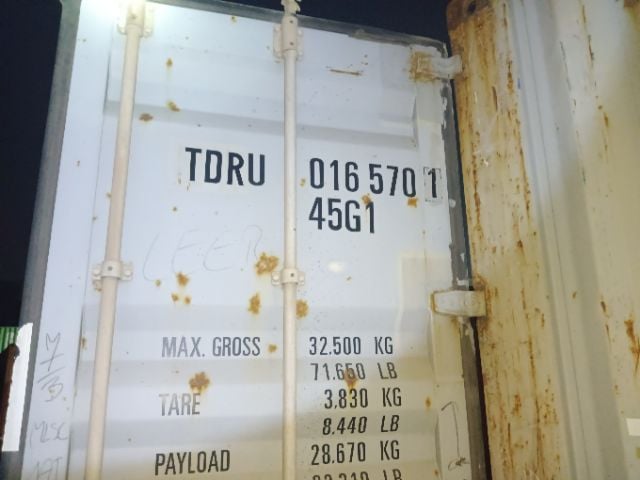 TDRU 016 570 1
45G1
LEER
MAX. GROSS 32.500 KG
71.650 LB
TARE 3.830 KG
8.440 LB
PAYLOAD 28.670 KG